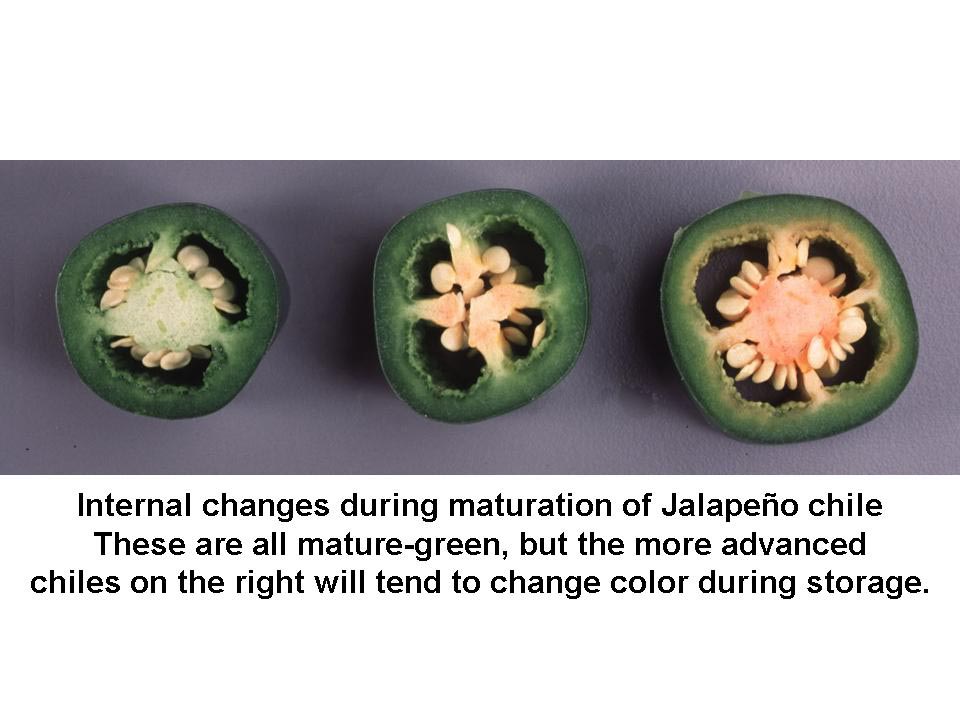 Internal changes during maturation of Jalapeño chile
These are all mature-green, but the more advanced
chiles on the right will tend to change color during storage.